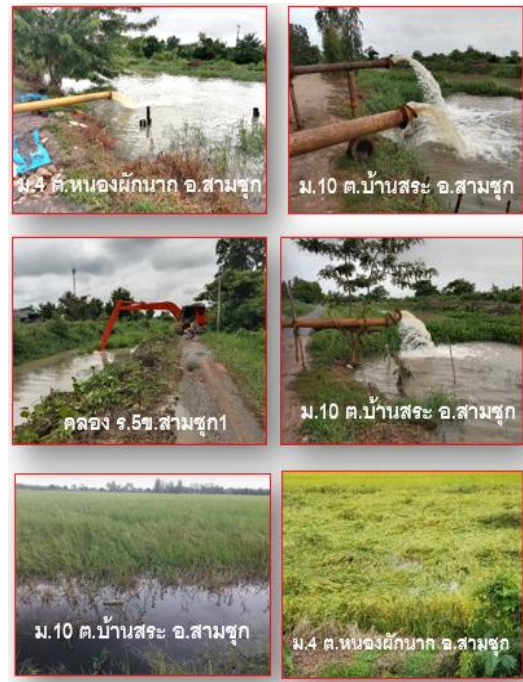 ม.4 ต.หนองผักนาก อ.สามชุก
ม.10 ต.บ้านสระ อ.สามชุก
คลอง ร.5ข.สามชุก1
ม.10 ต.บ้านสระ อ.สามชุก
ม.10 ต.บ้านสระ อ.สามชุก
ม.4 ต.หนองผักนาก อ.สามชุก